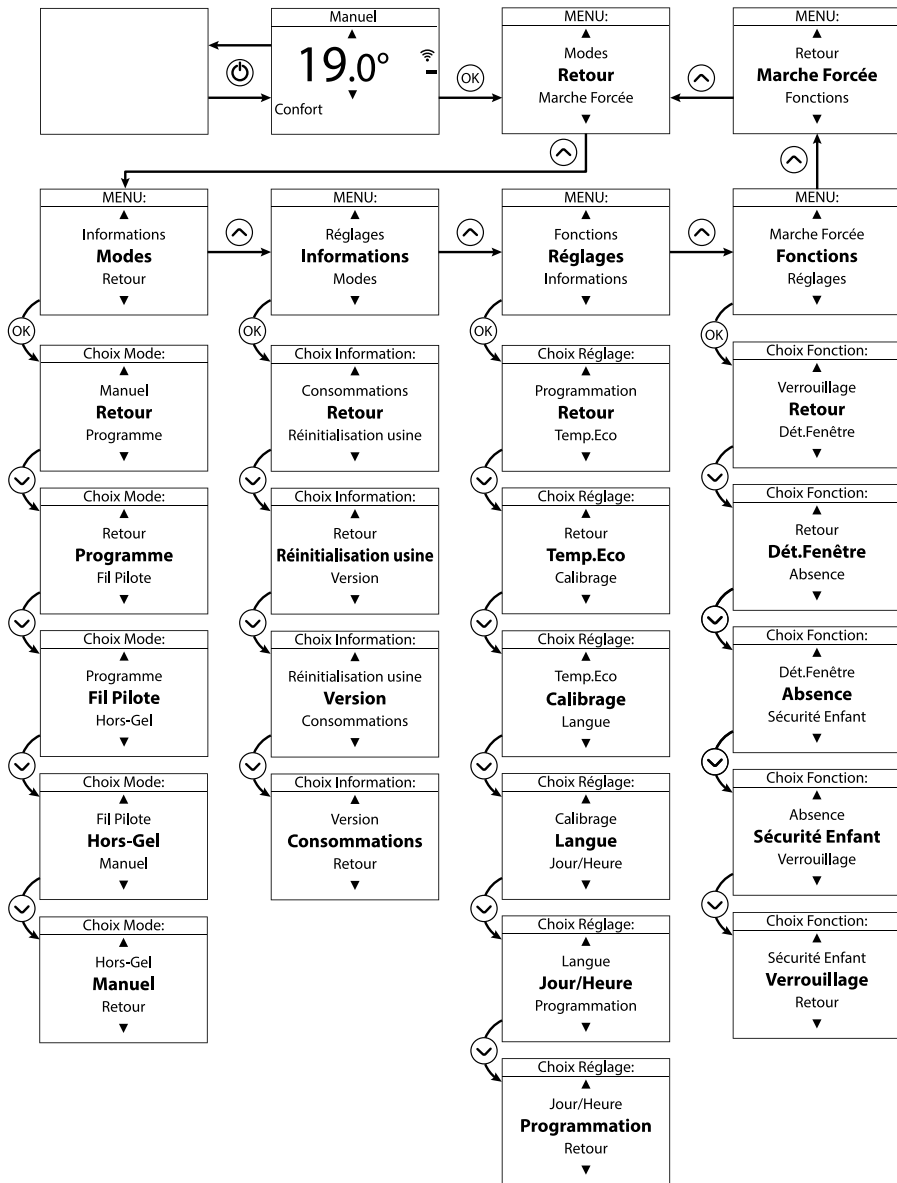 Manuel
19.0°
Confort
OK
MENU:
Modes
Retour
Marche Forcée
MENU:
Retour
Marche Forcée
Fonctions
MENU:
Informations
Modes
Retour
OK
MENU:
Réglages
Informations
Modes
OK
MENU:
Fonctions
Réglages
Informations
OK
MENU:
Marche Forcée
Fonctions
Réglages
OK
Choix Mode:
Manuel
Retour
Programme
Choix Information:
Consommations
Retour
Réinitialisation usine
Choix Réglage:
Programmation
Retour
Temp.Eco
Choix Fonction:
Verrouillage
Retour
Dét.Fenêtre
Choix Mode:
Retour
Programme
Fil Pilote
Choix Information:
Retour
Réinitialisation usine
Version
Choix Réglage:
Retour
Temp.Eco
Calibrage
Choix Fonction:
Retour
Dét.Fenêtre
Absence
Choix Mode:
Programme
Fil Pilote
Hors-Gel
Choix Information:
Réinitialisation usine
Version
Consommations
Choix Réglage:
Temp.Eco
Calibrage
Langue
Choix Fonction:
Dét.Fenêtre
Absence
Sécurité Enfant
Choix Mode:
Fil Pilote
Hors-Gel
Manuel
Choix Information:
Version
Consommations
Retour
Choix Réglage:
Calibrage
Langue
Jour/Heure
Choix Fonction:
Absence
Sécurité Enfant
Verrouillage
Choix Mode:
Hors-Gel
Manuel
Retour
Choix Réglage:
Langue
Jour/Heure
Programmation
Choix Fonction:
Sécurité Enfant
Verrouillage
Retour
Choix Réglage:
Jour/Heure
Programmation
Retour